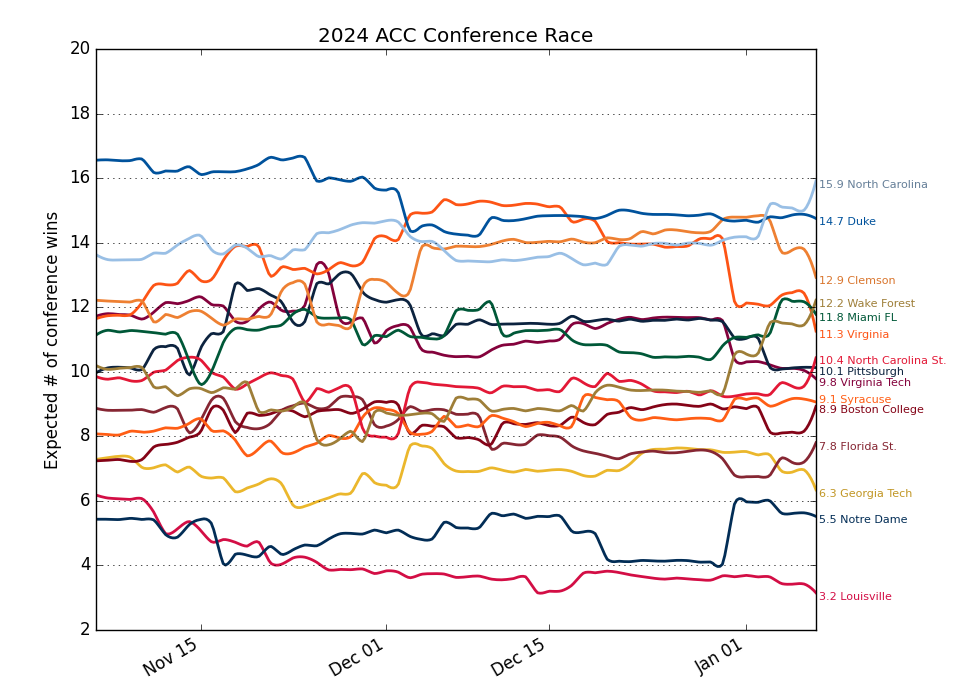 2024 ACC Conference Race
Expected # of conference wins
20
18
16
14
12
10
8
6
4
2
Nov 15
Dec 01
Dec 15
Jan 01
15.9 North Carolina
14.7 Duke
12.9 Clemson
12.2 Wake Forest
11.8 Miami FL
11.3 Virginia
10.4 North Carolina St.
10.1 Pittsburgh
9.8 Virginia Tech
9.1 Syracuse
8.9 Boston College
7.8 Florida St.
6.3 Georgia Tech
5.5 Notre Dame
3.2 Louisville